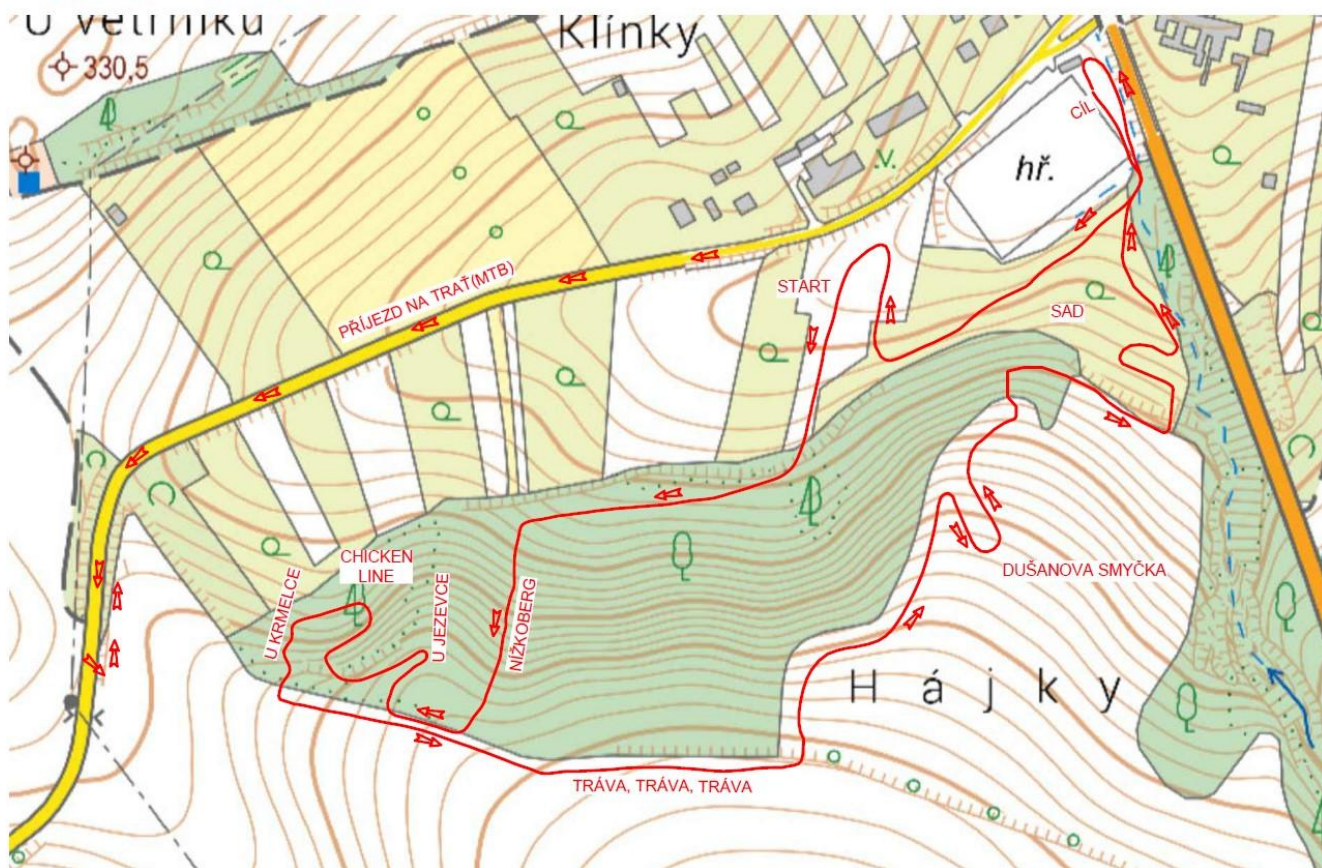 U větrníku
Klínky
330,5
CÍL
.v.
hř.
START
PŘÍJEZD NA TRAŤ(MTB)
SAD
CHICKEN
LINE
U KRMELCE
U JEZEVCE
NÍŽKOBERG
DUŠANOVA SMYČKA
Hájky
TRÁVA, TRÁVA, TRÁVA